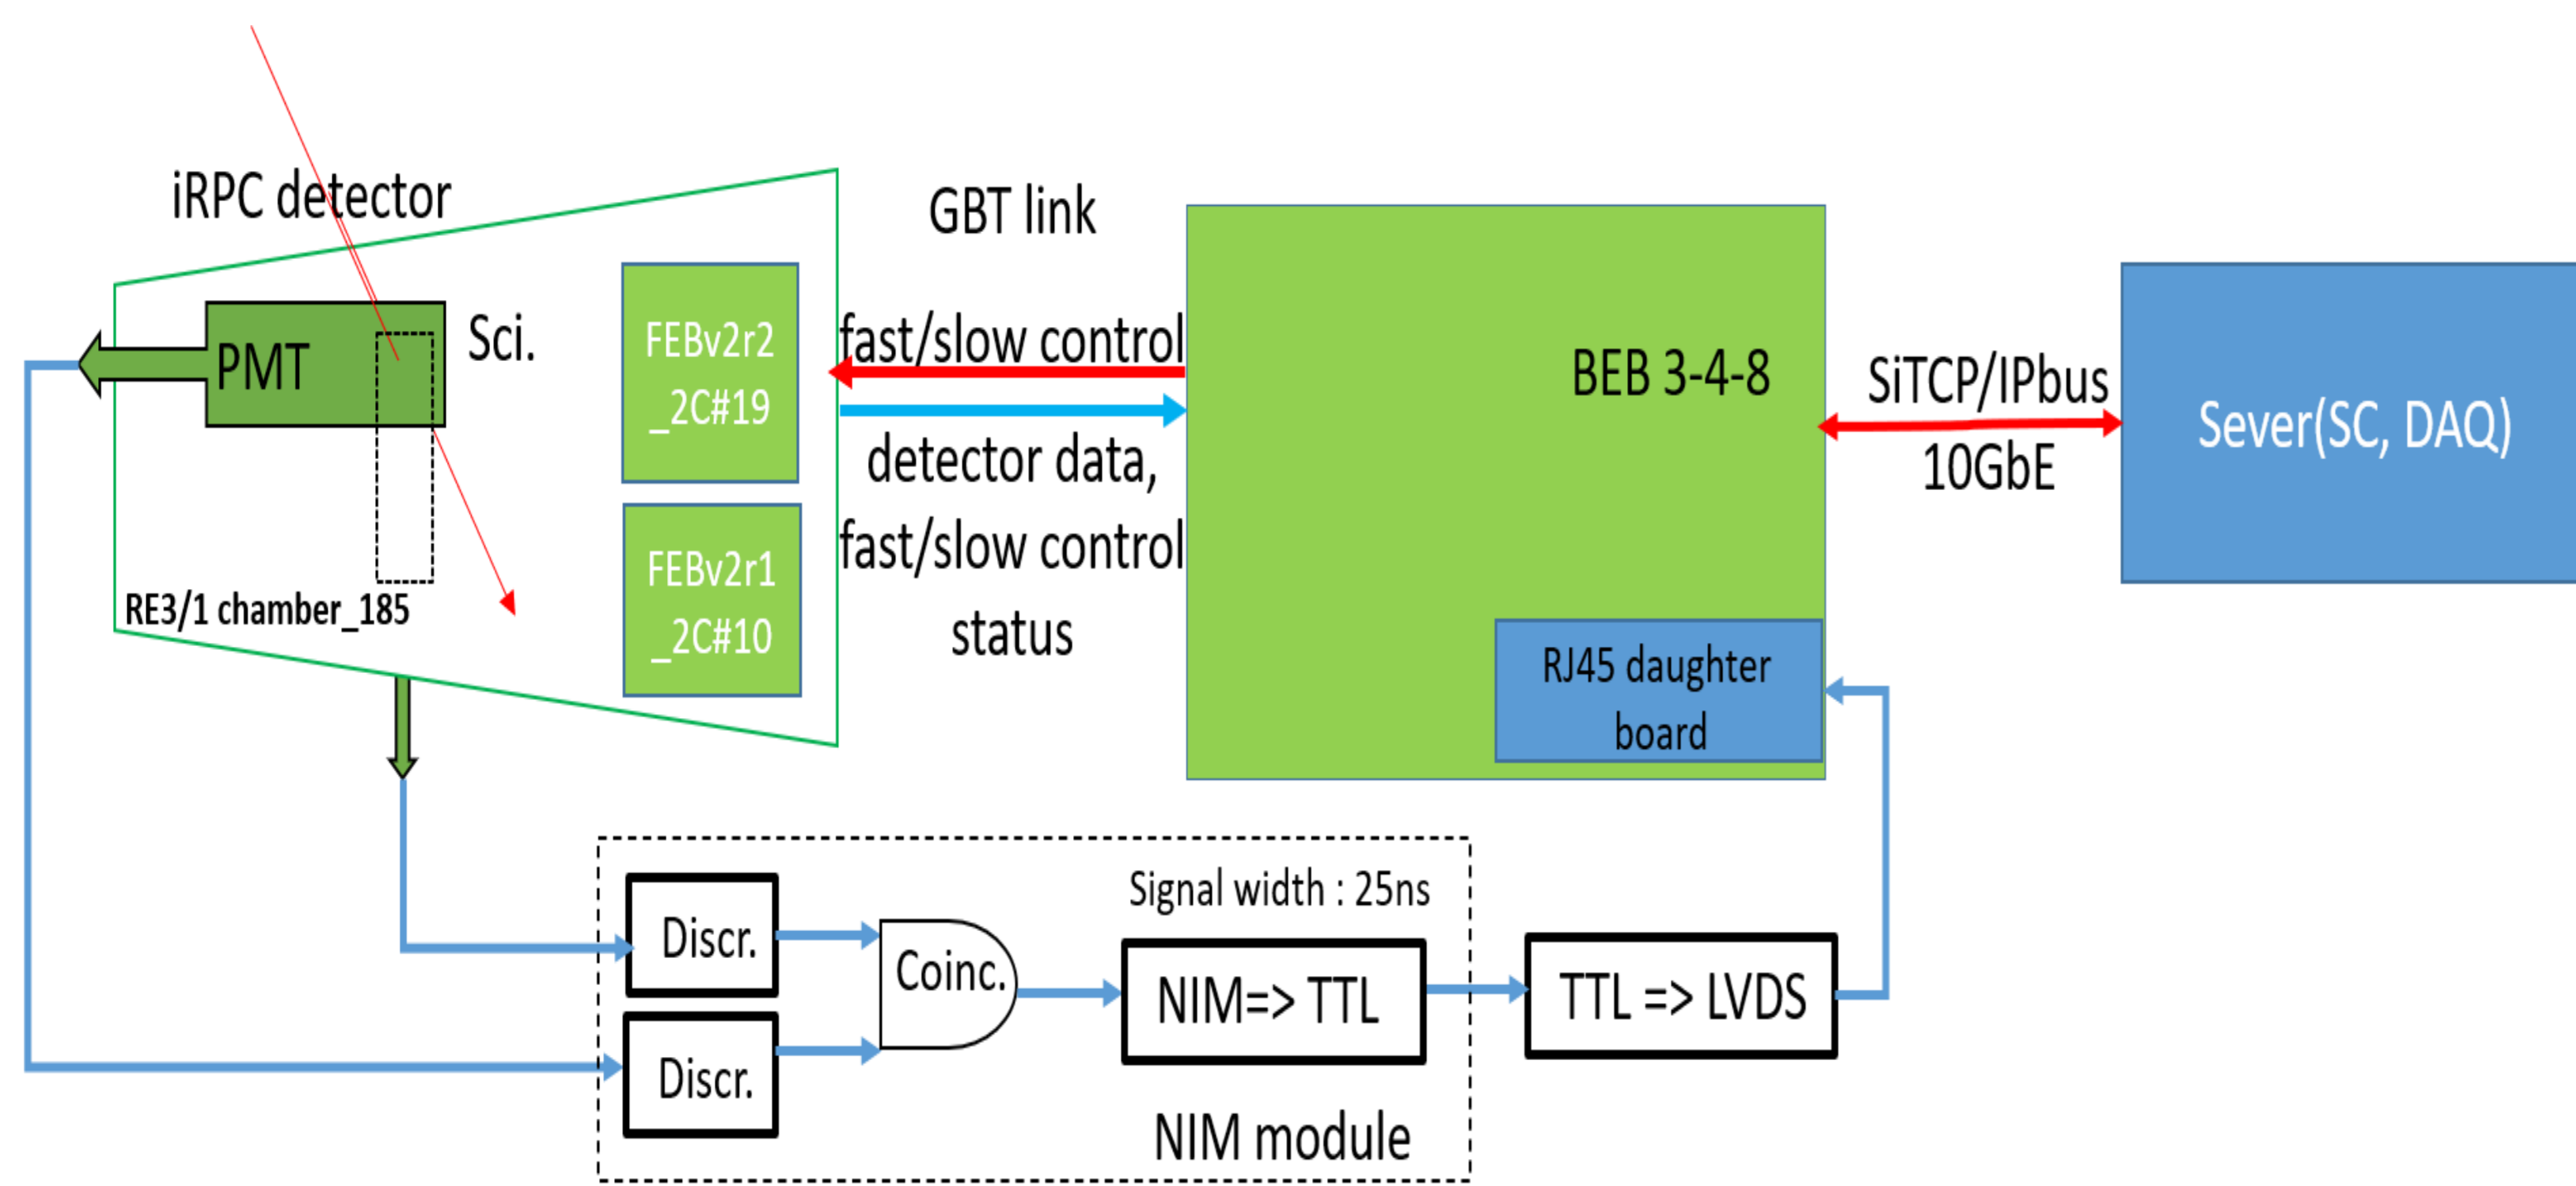 iRPC detector
PMT
Sci.
RE3/1 chamber_185
FEBv2r2
_2C#19
FEBv2r1
_2C#10
GBT link
fast/slow control
detector data,
fast/slow control
status
BEB 3-4-8
RJ45 daughter
board
SiTCP/IPbus
10GbE
Sever(SC, DAQ)
Discr.
Discr.
Coinc.
Signal width : 25ns
NIM=> TTL
NIM module
TTL => LVDS